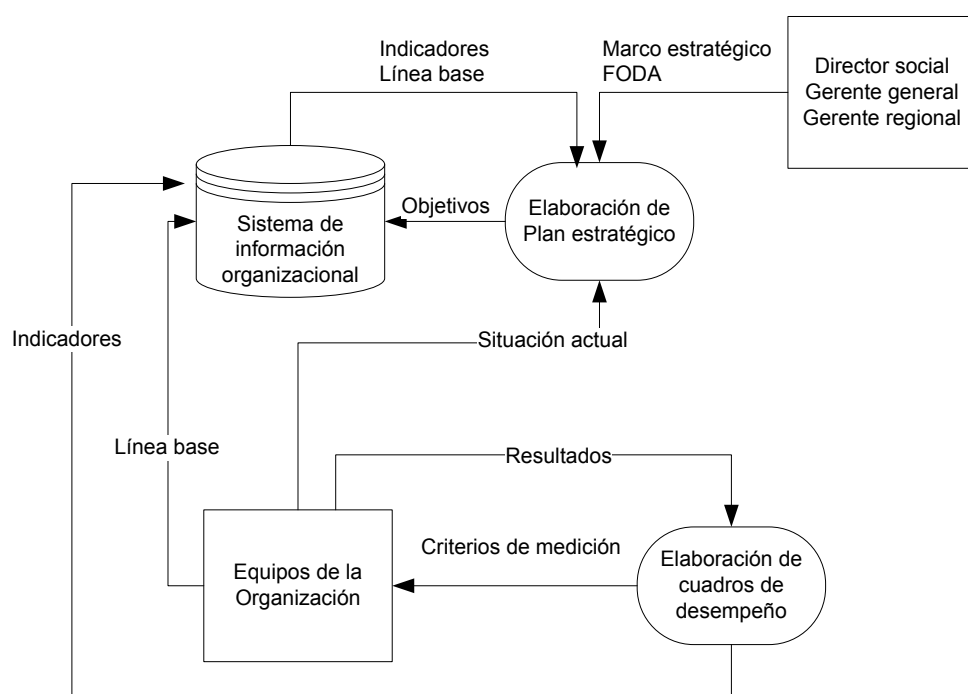 Indicadores
Línea base
Marco estratégico
FODA
Director social
Gerente general
Gerente regional
Sistema de
información
organizacional
Objetivos
Elaboración de
Plan estratégico
Indicadores
Situación actual
Línea base
Resultados
Equipos de la
Organización
Criterios de medición
Elaboración de
cuadros de
desempeño